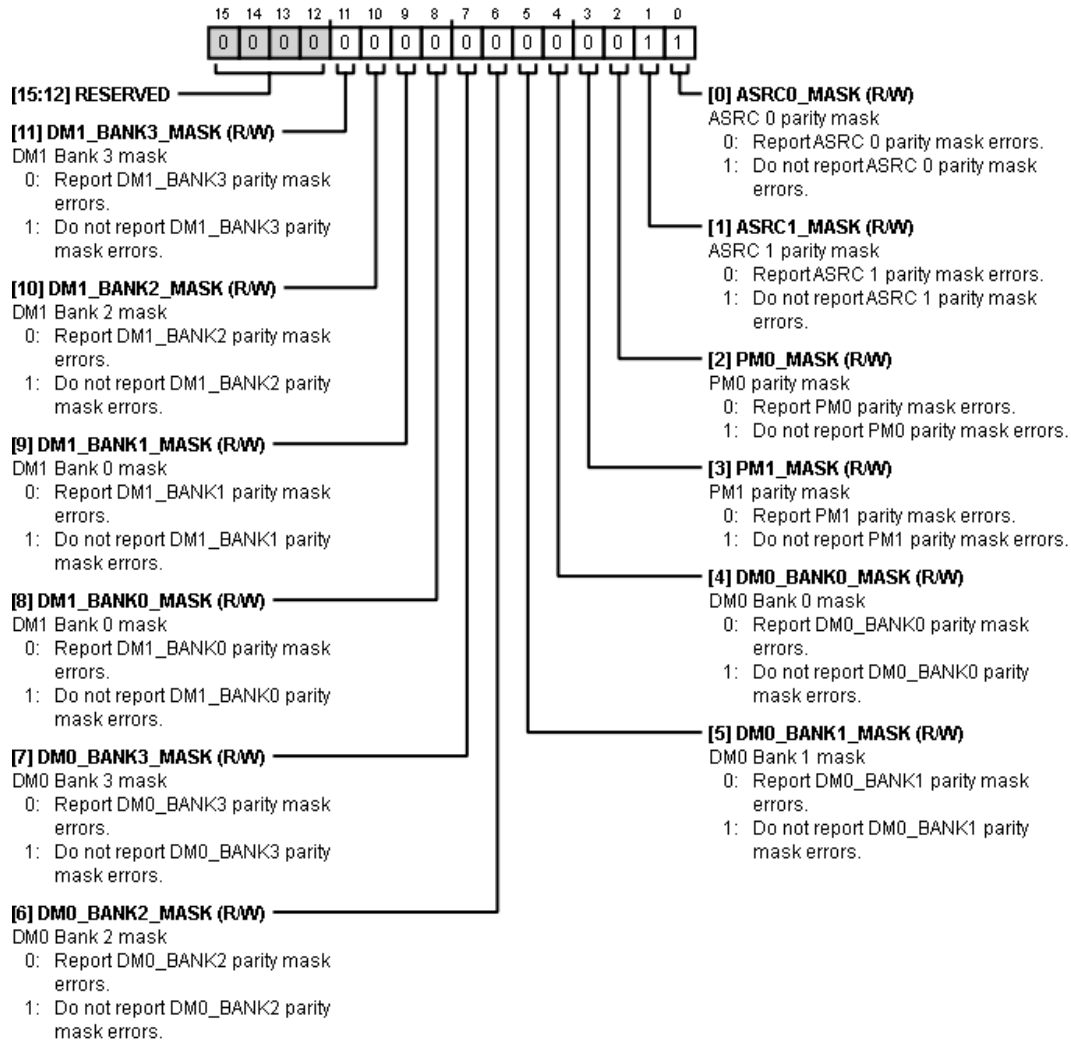 15 14 13 12 11 10 9 8 7 6 5 4 3 2 1 0
0 0 0 0 0 0 0 0 0 0 0 0 0 0 1 1
[15:12] RESERVED
[11] DM1_BANK3_MASK (R/W)
DM1 Bank 3 mask
0: Report DM1_BANK3 parity mask
errors.
1: Do not report DM1_BANK3 parity
mask errors.
[10] DM1_BANK2_MASK (R/W)
DM1 Bank 2 mask
0: Report DM1_BANK2 parity mask
errors.
1: Do not report DM1_BANK2 parity
mask errors.
[9] DM1_BANK1_MASK (R/W)
DM1 Bank 0 mask
0: Report DM1_BANK1 parity mask
errors.
1: Do not report DM1_BANK1 parity
mask errors.
[8] DM1_BANK0_MASK (R/W)
DM1 Bank 0 mask
0: Report DM1_BANK0 parity mask
errors.
1: Do not report DM1_BANK0 parity
mask errors.
[7] DM0_BANK3_MASK (R/W)
DM0 Bank 3 mask
0: Report DM0_BANK3 parity mask
errors.
1: Do not report DM0_BANK3 parity
mask errors.
[6] DM0_BANK2_MASK (R/W)
DM0 Bank 2 mask
0: Report DM0_BANK2 parity mask
errors.
1: Do not report DM0_BANK2 parity
mask errors.
[0] ASRC0_MASK (R/W)
ASRC 0 parity mask
0: Report ASRC 0 parity mask errors.
1: Do not report ASRC 0 parity mask
errors.
[1] ASRC1_MASK (R/W)
ASRC 1 parity mask
0: Report ASRC 1 parity mask errors.
1: Do not report ASRC 1 parity mask
errors.
[2] PM0_MASK (R/W)
PM0 parity mask
0: Report PM0 parity mask errors.
1: Do not report PM0 parity mask errors.
[3] PM1_MASK (R/W)
PM1 parity mask
0: Report PM1 parity mask errors.
1: Do not report PM1 parity mask errors.
[4] DM0_BANK0_MASK (R/W)
DM0 Bank 0 mask
0: Report DM0_BANK0 parity mask
errors.
1: Do not report DM0_BANK0 parity
mask errors.
[5] DM0_BANK1_MASK (R/W)
DM0 Bank 1 mask
0: Report DM0_BANK1 parity mask
errors.
1: Do not report DM0_BANK1 parity
mask errors.